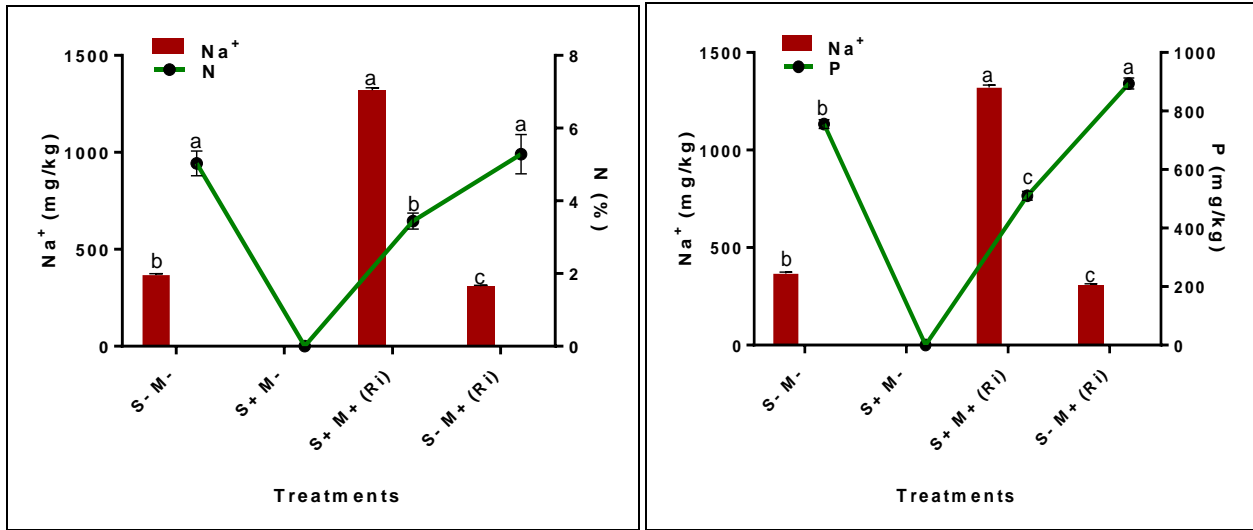 Na⁺
N
1500
1000
500
0
Na⁺ (mg/kg)
8
6
4
2
0
N (%)
b
a
a
b
c
a
S- M-
S+ M-
S+ M+ (Ri)
S- M+ (Ri)
Treatments
Na⁺
P
1500
1000
500
0
Na⁺ (mg/kg)
1000
800
600
400
200
0
P (mg/kg)
b
b
a
c
c
a
S- M-
S+ M-
S+ M+ (Ri)
S- M+ (Ri)
Treatments